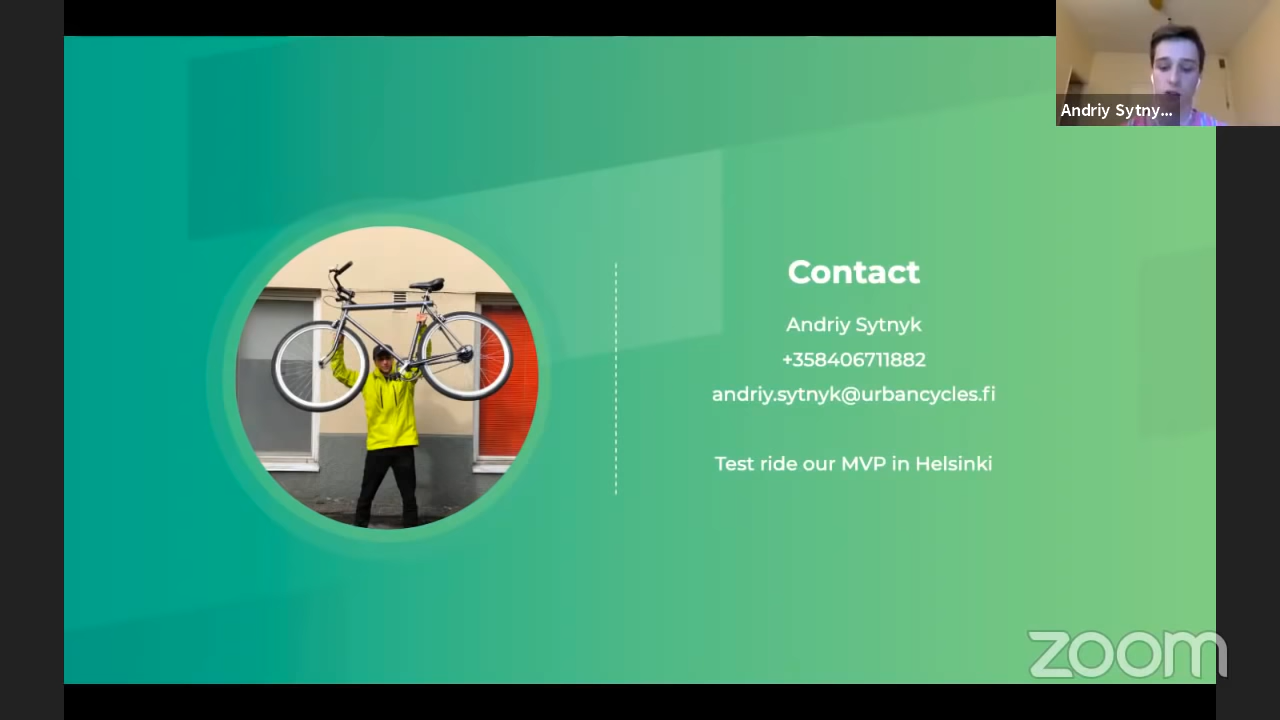 Andriy Sytny...
Contact
Andriy Sytnyk
+358406711882
andriy.sytnyk@urbancycles.fi
Test ride our MVP in Helsinki
zoom